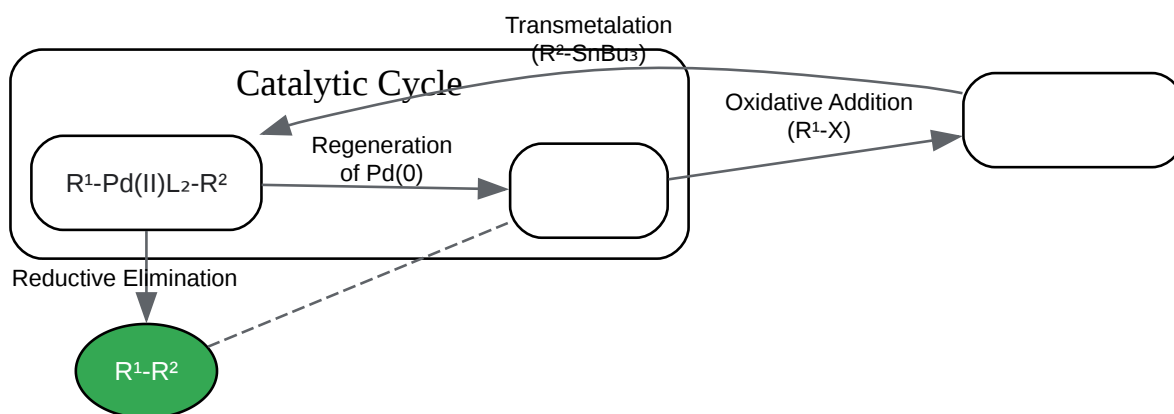 Transmetalation
(R²-SnBu₃)
Catalytic Cycle
Oxidative Addition
(R¹-X)
Regeneration
of Pd(0)
R¹-Pd(II)L₂-R²
Reductive Elimination
R¹-R²